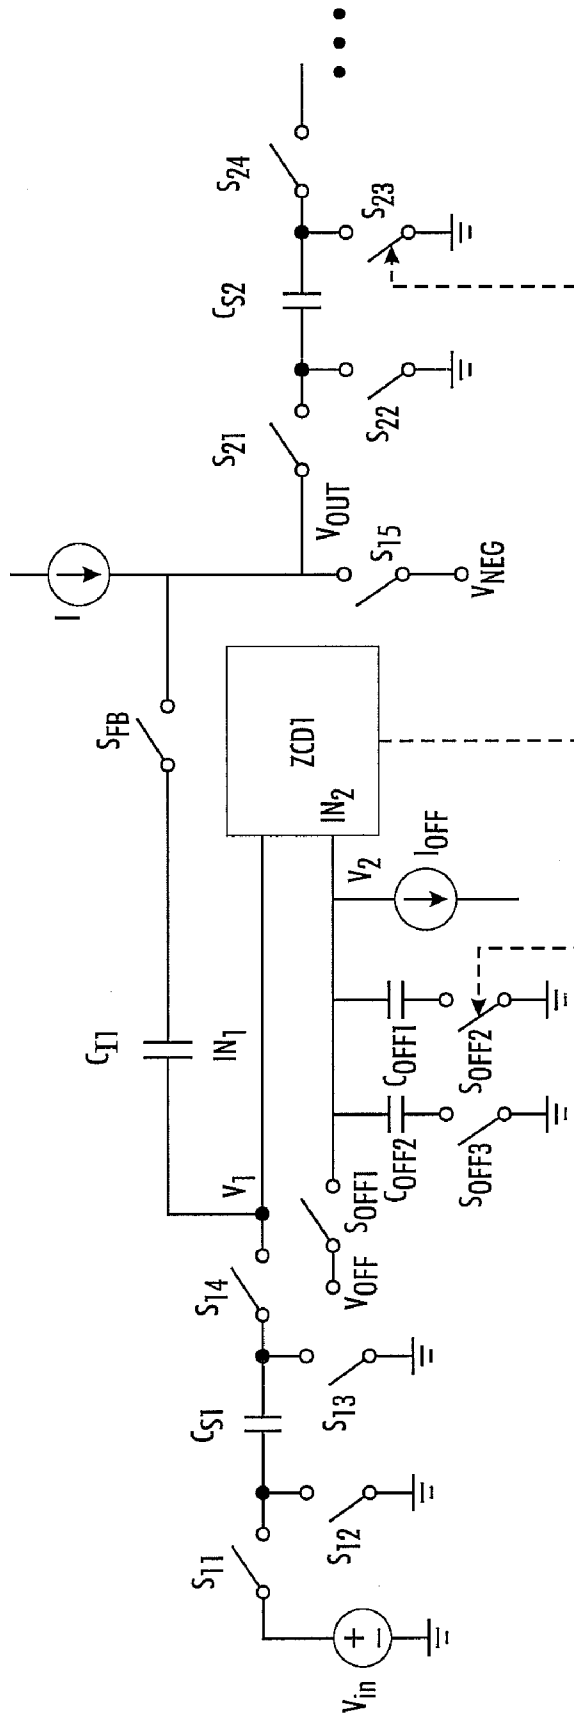 Vin
S11
S12
CS1
S13
S14
V1
VOFF
SOFF1
COFF2
SOFF3
COFF1
SOFF2
CI1
IN1
V2
IOFF
IN2
ZCD1
SFB
I
S15
VNEG
VOUT
S21
S22
CS2
S23
S24